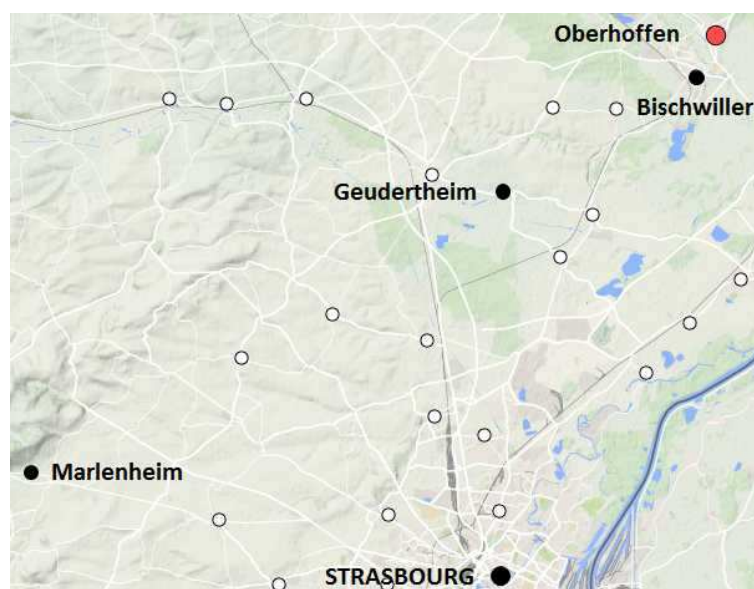 Oberhoffen
Bischwiller
Geudertheim
Marlenheim
STRASBOURG